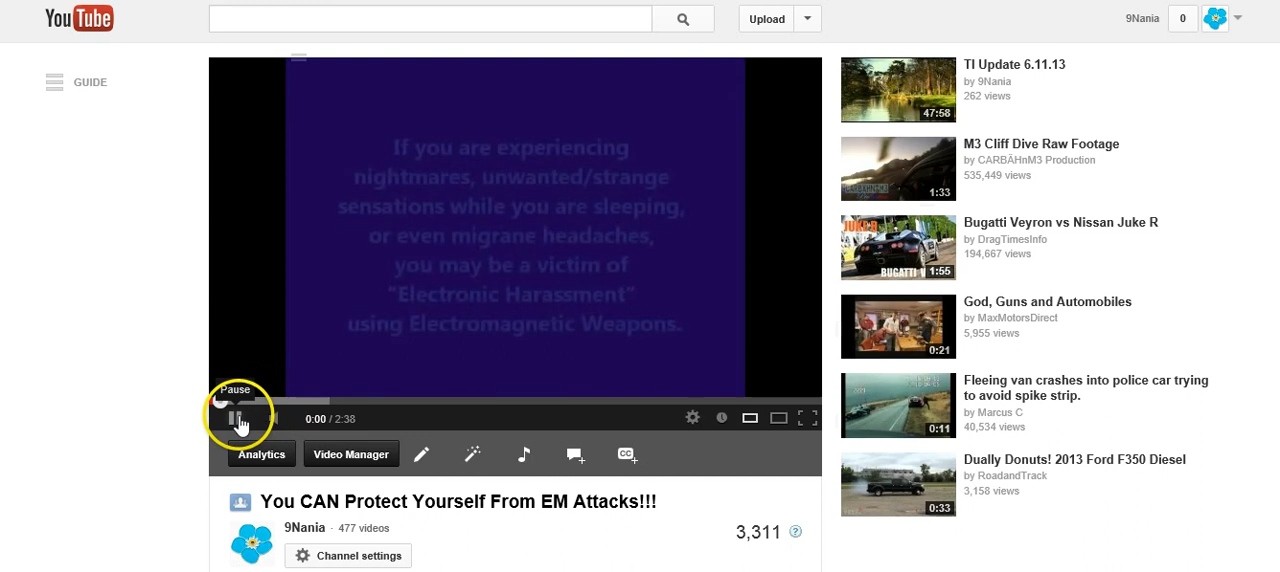 YouTube
Upload
9Nania
0
GUIDE
If you are experiencing
nightmares, unwanted/strange
sensations while you are sleeping,
or even migrane headaches,
you may be a victim of
"Electronic Harassment"
using Electromagnetic Weapons.
Pause
0:00 / 2:38
Analytics
Video Manager
CC
You CAN Protect Yourself From EM Attacks!!!
9Nania · 477 videos
3,311 ?
Channel settings
47:58
TI Update 6.11.13
by 9Nania
262 views
1:33
M3 Cliff Dive Raw Footage
by CARBÄHnM3 Production
535,449 views
JUKE R
BUGATTI V
1:55
Bugatti Veyron vs Nissan Juke R
by DragTimesInfo
194,667 views
0:21
God, Guns and Automobiles
by MaxMotorsDirect
5,955 views
0:11
Fleeing van crashes into police car trying
to avoid spike strip.
by Marcus C
40,534 views
0:33
Dually Donuts! 2013 Ford F350 Diesel
by RoadandTrack
3,158 views